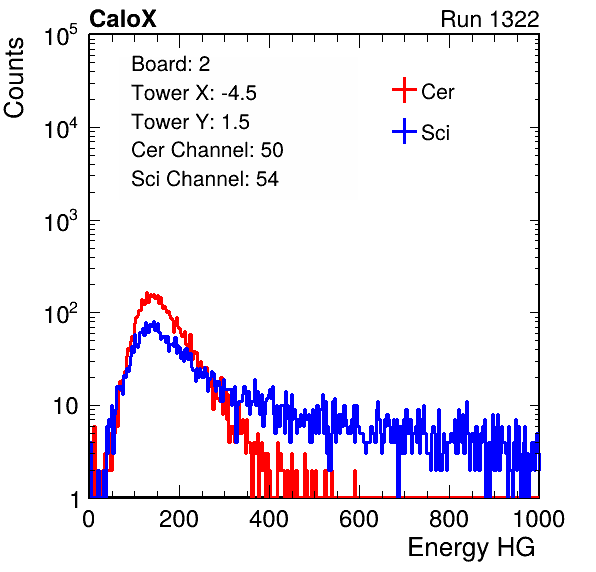 CaloX Run 1322
Counts
Board: 2
Tower X: -4.5
Tower Y: 1.5
Cer Channel: 50
Sci Channel: 54
Cer
Sci
10^5
10^4
10^3
10^2
10
1
0 200 400 600 800 1000
Energy HG